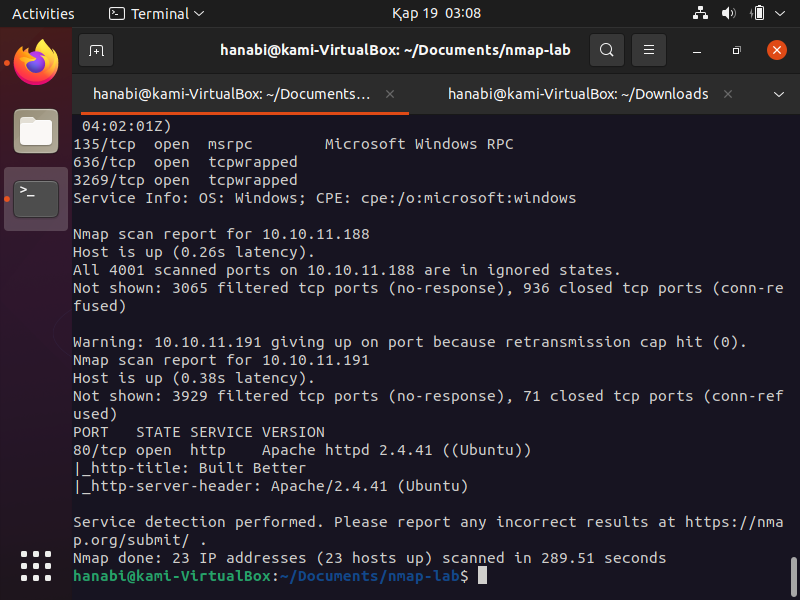 Activities
Terminal
Қар 19 03:08
hanabi@kami-VirtualBox: ~/Documents/nmap-lab
hanabi@kami-VirtualBox: ~/Documents…
hanabi@kami-VirtualBox: ~/Downloads
04:02:01Z)
135/tcp open msrpc Microsoft Windows RPC
636/tcp open tcpwrapped
3269/tcp open tcpwrapped
Service Info: OS: Windows; CPE: cpe:/o:microsoft:windows
Nmap scan report for 10.10.11.188
Host is up (0.26s latency).
All 4001 scanned ports on 10.10.11.188 are in ignored states.
Not shown: 3065 filtered tcp ports (no-response), 936 closed tcp ports (conn-re
fused)
Warning: 10.10.11.191 giving up on port because retransmission cap hit (0).
Nmap scan report for 10.10.11.191
Host is up (0.38s latency).
Not shown: 3929 filtered tcp ports (no-response), 71 closed tcp ports (conn-ref
used)
PORT STATE SERVICE VERSION
80/tcp open http Apache httpd 2.4.41 ((Ubuntu))
|_http-title: Built Better
|_http-server-header: Apache/2.4.41 (Ubuntu)
Service detection performed. Please report any incorrect results at https://nma
p.org/submit/ .
Nmap done: 23 IP addresses (23 hosts up) scanned in 289.51 seconds
hanabi@kami-VirtualBox:~/Documents/nmap-lab$